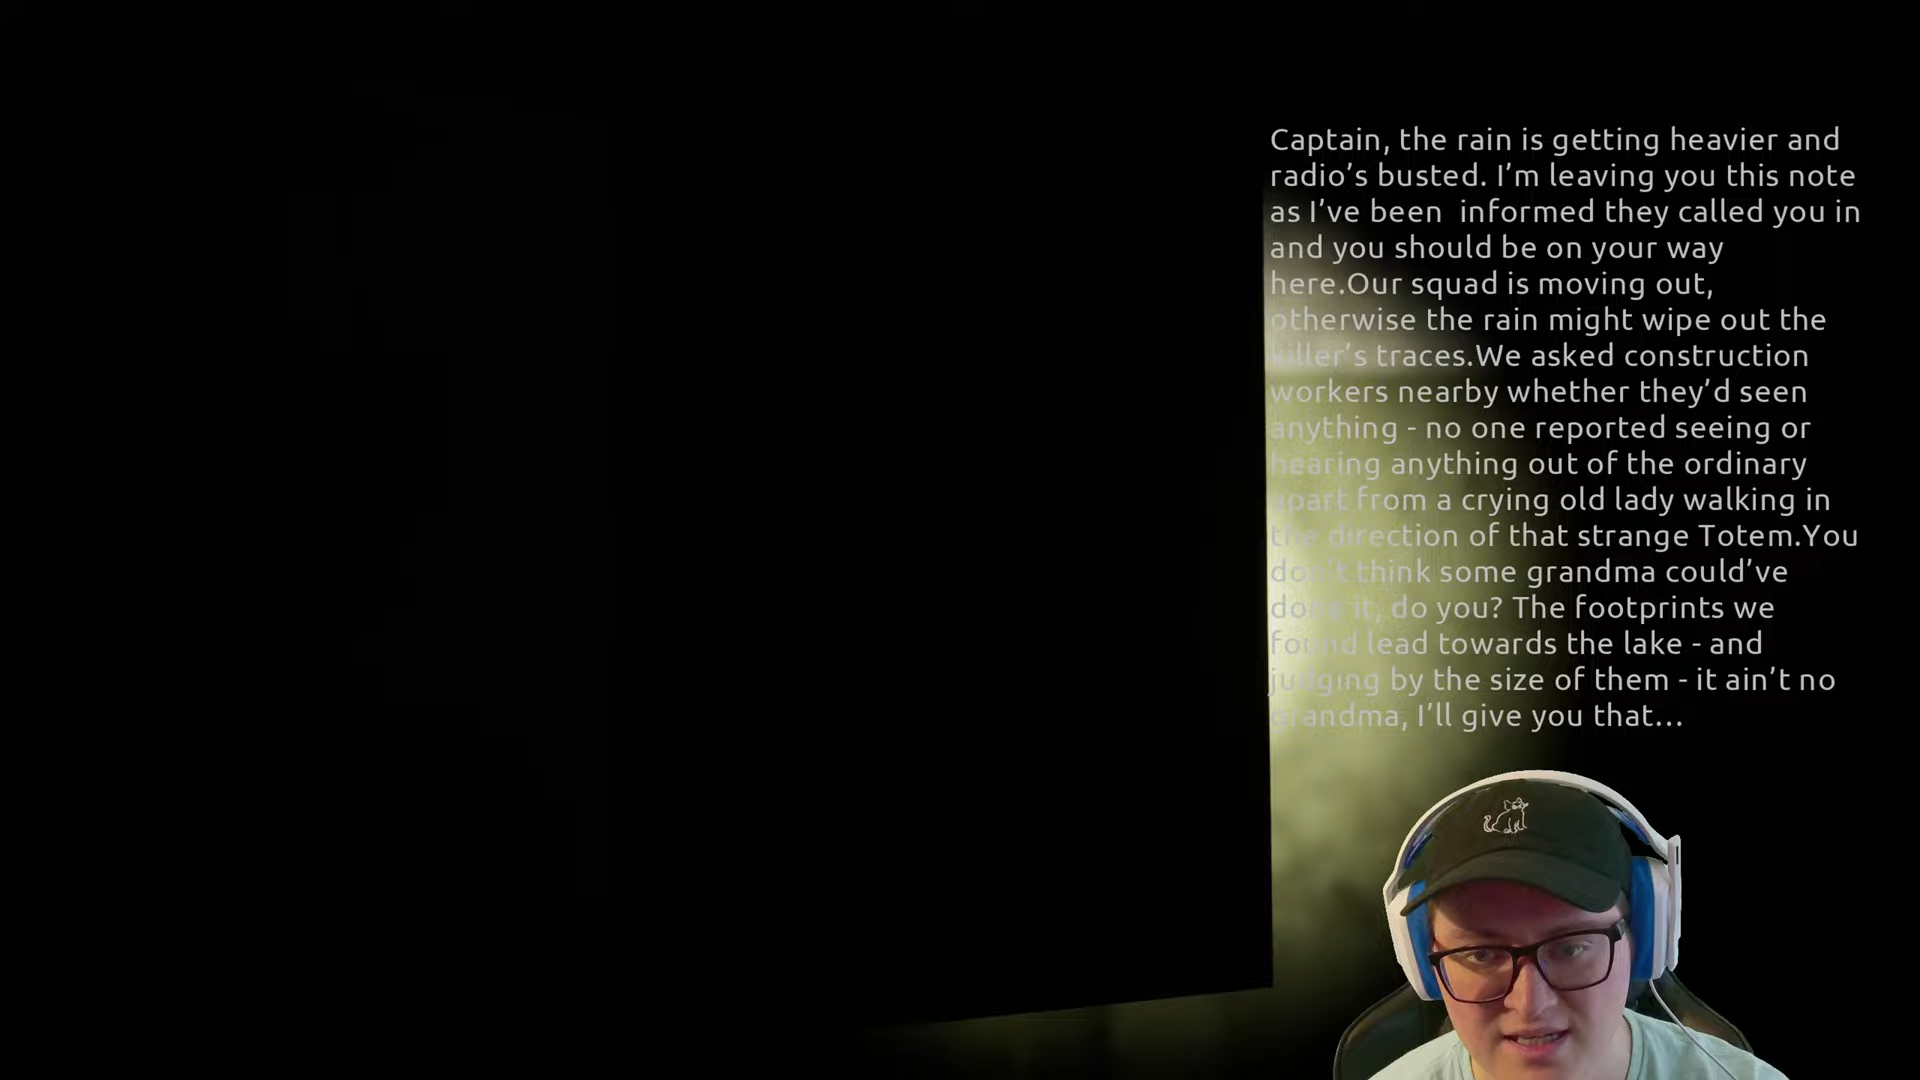 Captain, the rain is getting heavier and
radio’s busted. I’m leaving you this note
as I’ve been  informed they called you in
and you should be on your way
here.Our squad is moving out,
otherwise the rain might wipe out the
killer’s traces.We asked construction
workers nearby whether they’d seen
anything - no one reported seeing or
hearing anything out of the ordinary
apart from a crying old lady walking in
the direction of that strange Totem.You
don’t think some grandma could’ve
done it, do you? The footprints we
found lead towards the lake - and
judging by the size of them - it ain’t no
grandma, I’ll give you that…